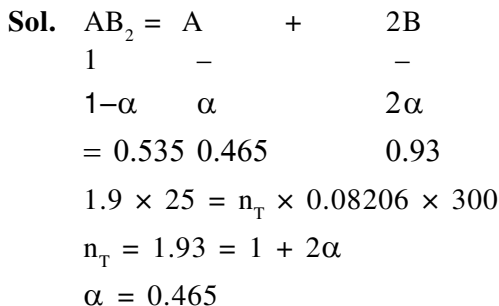 Sol. AB₂ = A + 2B
1 – –
1–α α 2α
= 0.535 0.465 0.93
1.9 × 25 = n_T × 0.08206 × 300
n_T = 1.93 = 1 + 2α
α = 0.465